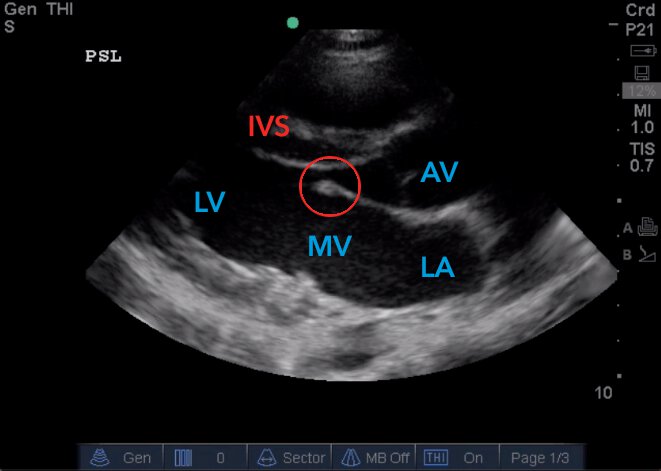 Gen THI
S
Crd
P21
PSL
12%
MI
1.0
TIS
0.7
IVS
AV
LV
MV
LA
A
B
10
Gen
0
Sector
MB Off
THI On
Page 1/3